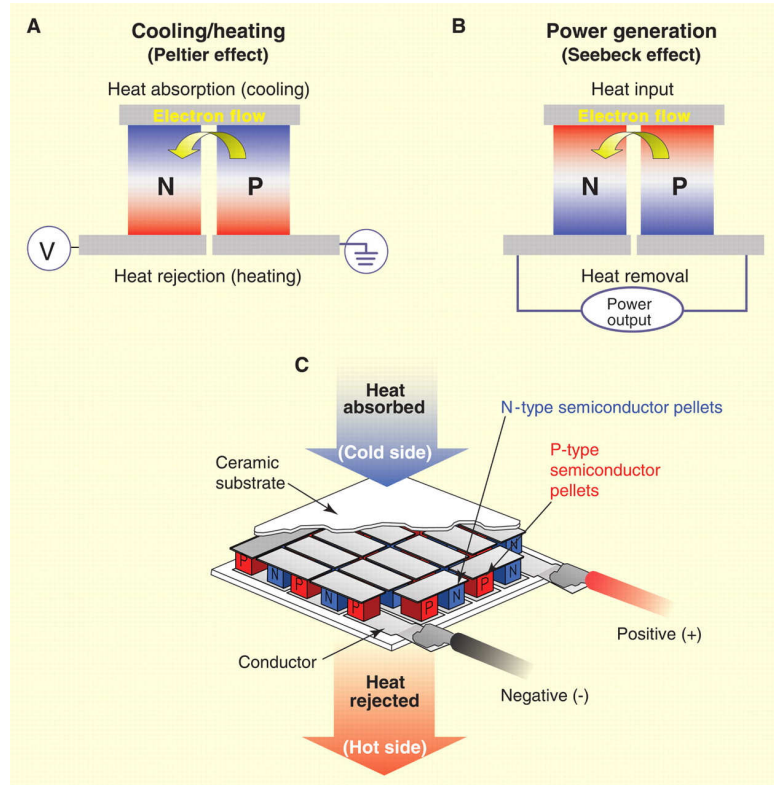 A
Cooling/heating
(Peltier effect)
Heat absorption (cooling)
Electron flow
N
P
V
Heat rejection (heating)
B
Power generation
(Seebeck effect)
Heat input
Electron flow
N
P
Heat removal
Power
output
C
Heat
absorbed
(Cold side)
N-type semiconductor pellets
P-type
semiconductor
pellets
Ceramic
substrate
N
P N P N P P N P N
Positive (+)
Conductor
Negative (-)
Heat
rejected
(Hot side)